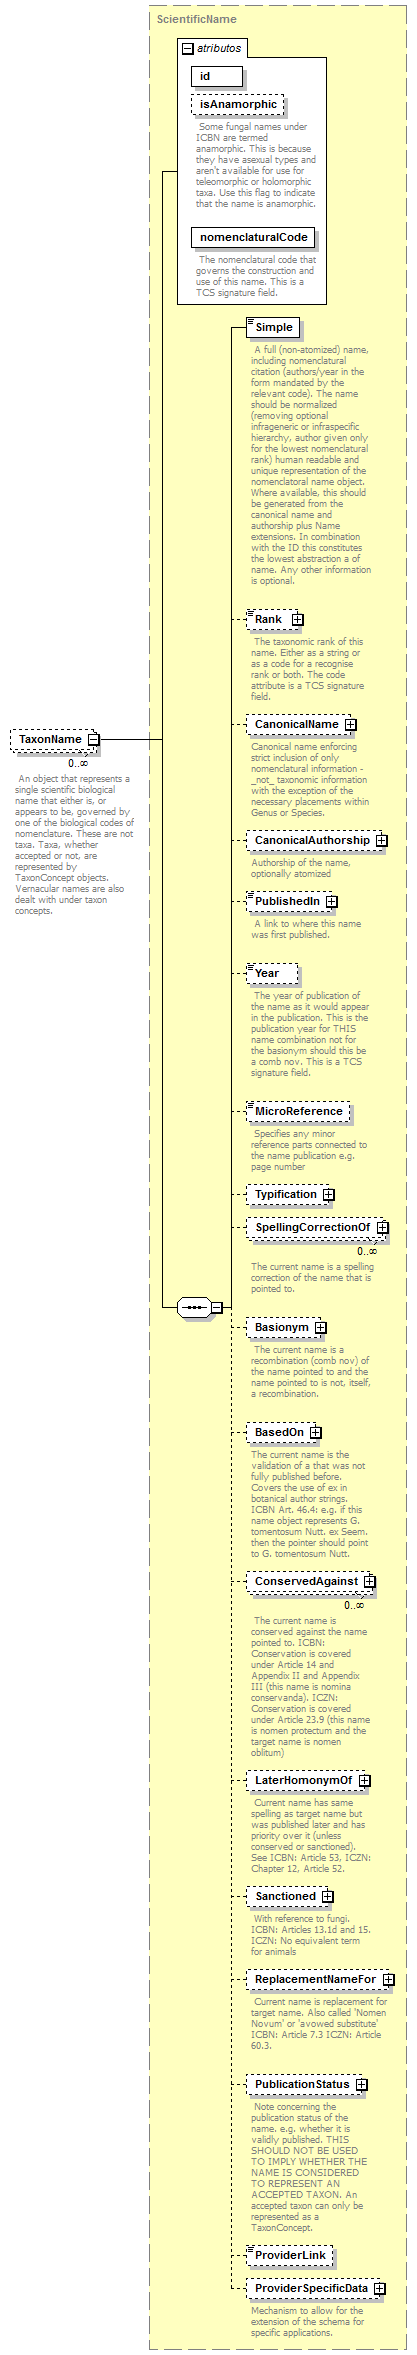 ScientificName
atributos
id
isAnamorphic
Some fungal names under
ICBN are termed
anamorphic. This is because
they have asexual types and
aren't available for use for
teleomorphic or holomorphic
taxa. Use this flag to indicate
that the name is anamorphic.
nomenclaturalCode
The nomenclatural code that
governs the construction and
use of this name. This is a
TCS signature field.
Simple
A full (non-atomized) name,
including nomenclatural
citation (authors/year in the
form mandated by the
relevant code). The name
should be normalized
(removing optional
infrageneric or infraspecific
hierarchy, author given only
for the lowest nomenclatural
rank) human readable and
unique representation of the
nomenclatoral name object.
Where available, this should
be generated from the
canonical name and
authorship plus Name
extensions. In combination
with the ID this constitutes
the lowest abstraction a of
name. Any other information
is optional.
Rank
The taxonomic rank of this
name. Either as a string or
as a code for a recognise
rank or both. The code
attribute is a TCS signature
field.
TaxonName
0..∞
An object that represents a
single scientific biological
name that either is, or
appears to be, governed by
one of the biological codes of
nomenclature. These are not
taxa. Taxa, whether
accepted or not, are
represented by
TaxonConcept objects.
Vernacular names are also
dealt with under taxon
concepts.
CanonicalName
Canonical name enforcing
strict inclusion of only
nomenclatural information -
_not_ taxonomic information
with the exception of the
necessary placements within
Genus or Species.
CanonicalAuthorship
Authorship of the name,
optionally atomized
PublishedIn
A link to where this name
was first published.
Year
The year of publication of
the name as it would appear
in the publication. This is the
publication year for THIS
name combination not for
the basionym should this be
a comb nov. This is a TCS
signature field.
MicroReference
Specifies any minor
reference parts connected to
the name publication e.g.
page number
Typification
SpellingCorrectionOf
0..∞
The current name is a spelling
correction of the name that is
pointed to.
Basionym
The current name is a
recombination (comb nov) of
the name pointed to and the
name pointed to is not, itself,
a recombination.
BasedOn
The current name is the
validation of a that was not
fully published before.
Covers the use of ex in
botanical author strings.
ICBN Art. 46.4: e.g. if this
name object represents G.
tomentosum Nutt. ex Seem.
then the pointer should point
to G. tomentosum Nutt.
ConservedAgainst
0..∞
The current name is
conserved against the name
pointed to. ICBN:
Conservation is covered
under Article 14 and
Appendix II and Appendix
III (this name is nomina
conservanda). ICZN:
Conservation is covered
under Article 23.9 (this name
is nomen protectum and the
target name is nomen
oblitum)
LaterHomonymOf
Current name has same
spelling as target name but
was published later and has
priority over it (unless
conserved or sanctioned).
See ICBN: Article 53, ICZN:
Chapter 12, Article 52.
Sanctioned
With reference to fungi.
ICBN: Articles 13.1d and 15.
ICZN: No equivalent term
for animals
ReplacementNameFor
Current name is replacement for
target name. Also called 'Nomen
Novum' or 'avowed substitute'
ICBN: Article 7.3 ICZN: Article
60.3.
PublicationStatus
Note concerning the
publication status of the
name. e.g. whether it is
validly published. THIS
SHOULD NOT BE USED
TO IMPLY WHETHER THE
NAME IS CONSIDERED
TO REPRESENT AN
ACCEPTED TAXON. An
accepted taxon can only be
represented as a
TaxonConcept.
ProviderLink
ProviderSpecificData
Mechanism to allow for the
extension of the schema for
specific applications.